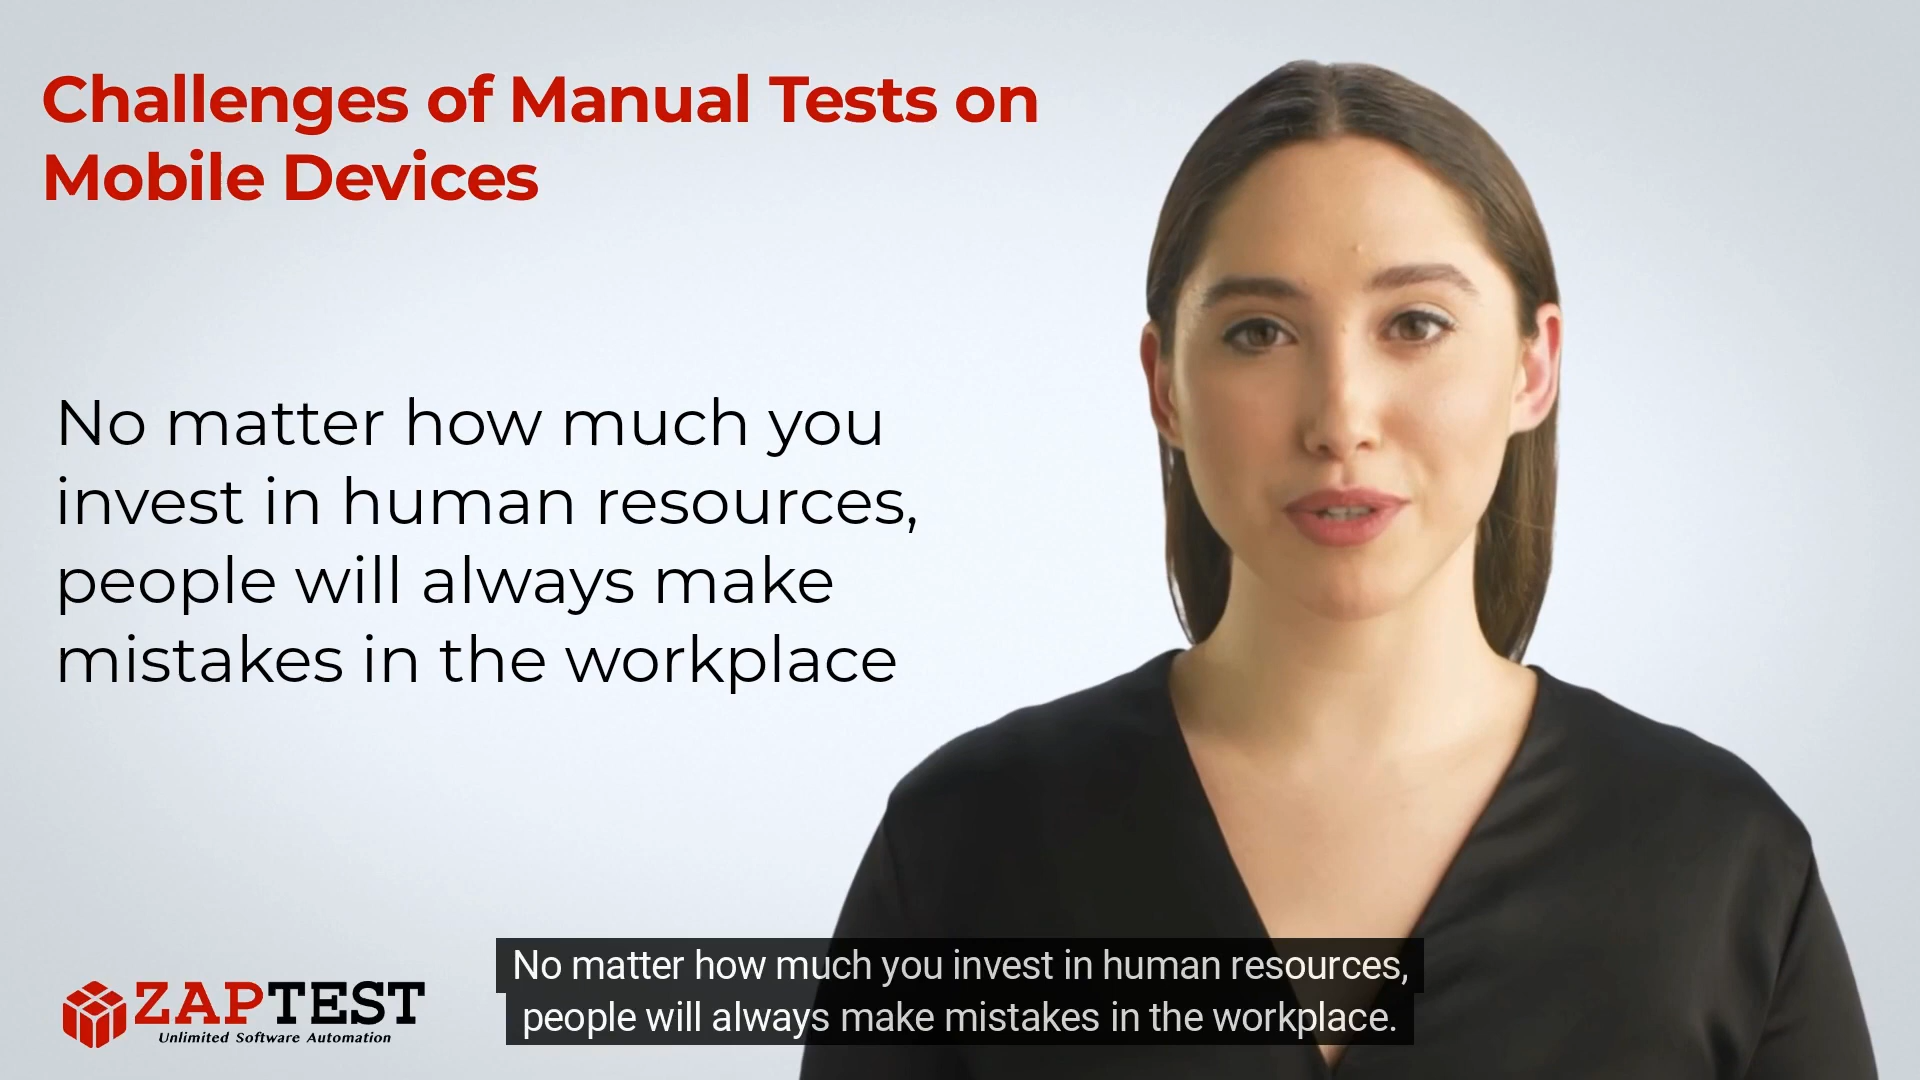 Challenges of Manual Tests on
Mobile Devices
No matter how much you
invest in human resources,
people will always make
mistakes in the workplace
ZAPTEST
Unlimited Software Automation
No matter how much you invest in human resources,
people will always make mistakes in the workplace.